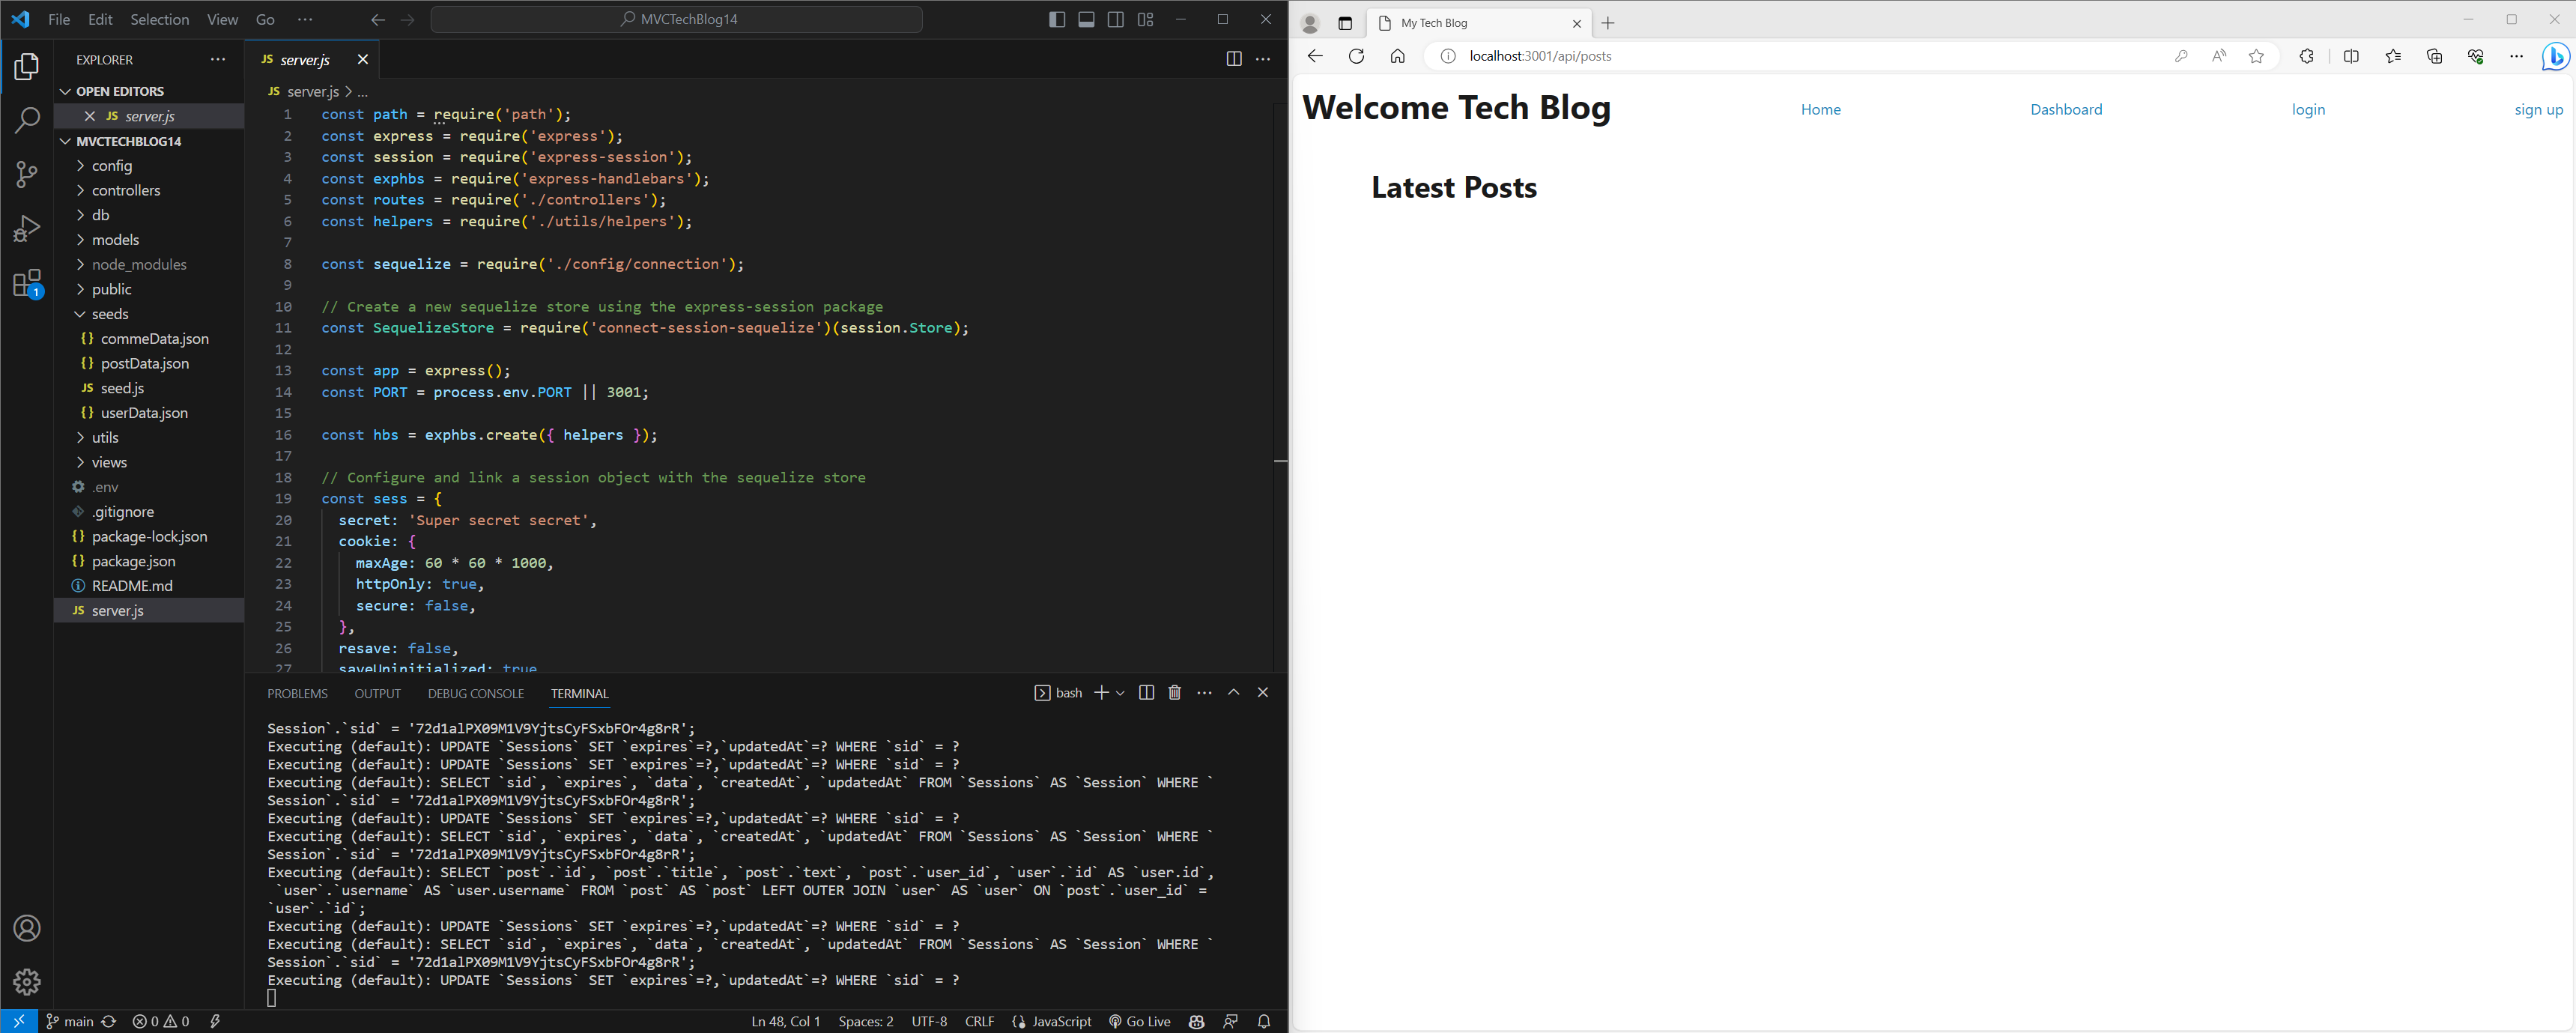 File Edit Selection View Go ... MVCTechBlog14
EXPLORER ...
OPEN EDITORS
JS server.js
MVCTECHBLOG14
config
controllers
db
models
node_modules
public
seeds
{} commeData.json
{} postData.json
JS seed.js
{} userData.json
utils
views
.env
.gitignore
{} package-lock.json
{} package.json
README.md
JS server.js
1
JS server.js
JS server.js > ...
1 const path = require('path');
2 const express = require('express');
3 const session = require('express-session');
4 const exphbs = require('express-handlebars');
5 const routes = require('./controllers');
6 const helpers = require('./utils/helpers');
7
8 const sequelize = require('./config/connection');
9
10 // Create a new sequelize store using the express-session package
11 const SequelizeStore = require('connect-session-sequelize')(session.Store);
12
13 const app = express();
14 const PORT = process.env.PORT || 3001;
15
16 const hbs = exphbs.create({ helpers });
17
18 // Configure and link a session object with the sequelize store
19 const sess = {
20 secret: 'Super secret secret',
21 cookie: {
22 maxAge: 60 * 60 * 1000,
23 httpOnly: true,
24 secure: false,
25 },
26 resave: false,
27 saveUninitialized: true
PROBLEMS OUTPUT DEBUG CONSOLE TERMINAL bash
Session`.`sid` = '72d1alPX09M1V9YjtsCyFSxbFOr4g8rR';
Executing (default): UPDATE `Sessions` SET `expires`=?,`updatedAt`=? WHERE `sid` = ?
Executing (default): UPDATE `Sessions` SET `expires`=?,`updatedAt`=? WHERE `sid` = ?
Executing (default): SELECT `sid`, `expires`, `data`, `createdAt`, `updatedAt` FROM `Sessions` AS `Session` WHERE `
Session`.`sid` = '72d1alPX09M1V9YjtsCyFSxbFOr4g8rR';
Executing (default): UPDATE `Sessions` SET `expires`=?,`updatedAt`=? WHERE `sid` = ?
Executing (default): SELECT `sid`, `expires`, `data`, `createdAt`, `updatedAt` FROM `Sessions` AS `Session` WHERE `
Session`.`sid` = '72d1alPX09M1V9YjtsCyFSxbFOr4g8rR';
Executing (default): SELECT `post`.`id`, `post`.`title`, `post`.`text`, `post`.`user_id`, `user`.`id` AS `user.id`,
`user`.`username` AS `user.username` FROM `post` AS `post` LEFT OUTER JOIN `user` AS `user` ON `post`.`user_id` =
`user`.`id`;
Executing (default): UPDATE `Sessions` SET `expires`=?,`updatedAt`=? WHERE `sid` = ?
Executing (default): SELECT `sid`, `expires`, `data`, `createdAt`, `updatedAt` FROM `Sessions` AS `Session` WHERE `
Session`.`sid` = '72d1alPX09M1V9YjtsCyFSxbFOr4g8rR';
Executing (default): UPDATE `Sessions` SET `expires`=?,`updatedAt`=? WHERE `sid` = ?
main 0 0 Ln 48, Col 1 Spaces: 2 UTF-8 CRLF {} JavaScript Go Live
My Tech Blog
localhost:3001/api/posts
Welcome Tech Blog Home Dashboard login sign up
Latest Posts